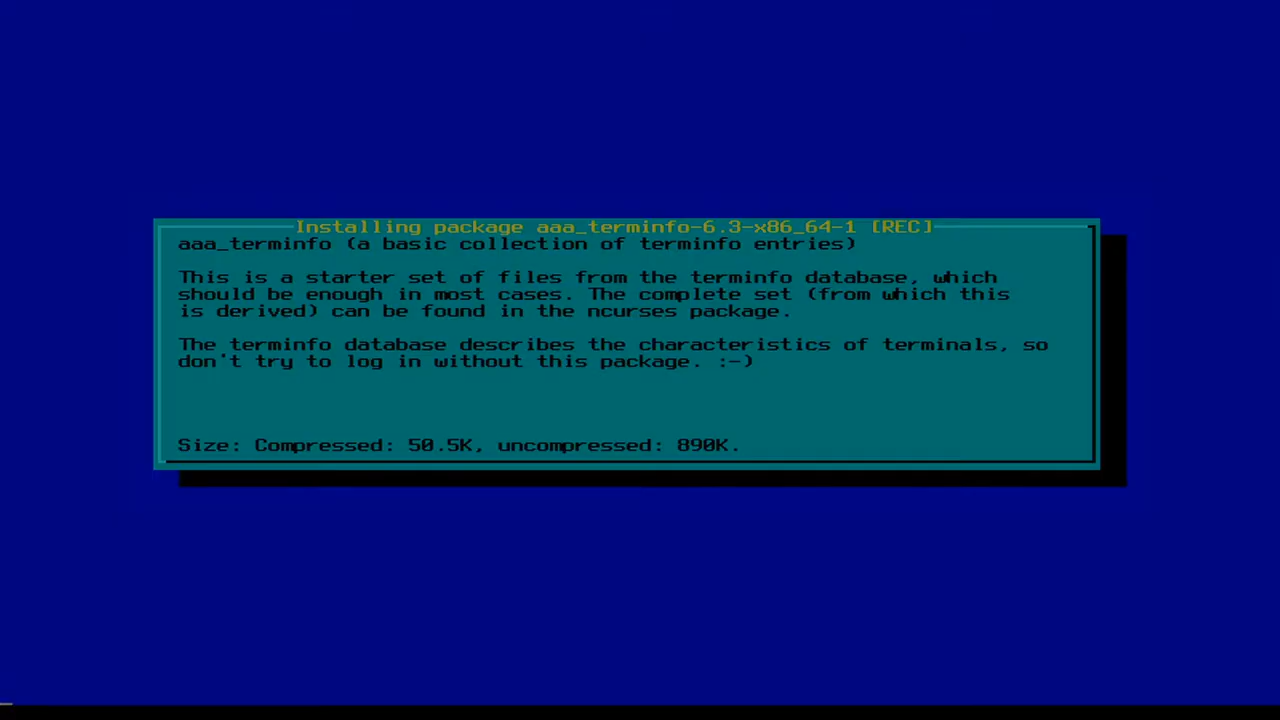 Installing package aaa_terminfo-6.3-x86_64-1 [REC]
aaa_terminfo (a basic collection of terminfo entries)
This is a starter set of files from the terminfo database, which
should be enough in most cases. The complete set (from which this
is derived) can be found in the ncurses package.
The terminfo database describes the characteristics of terminals, so
don't try to log in without this package. :-)
Size: Compressed: 50.5K, uncompressed: 890K.